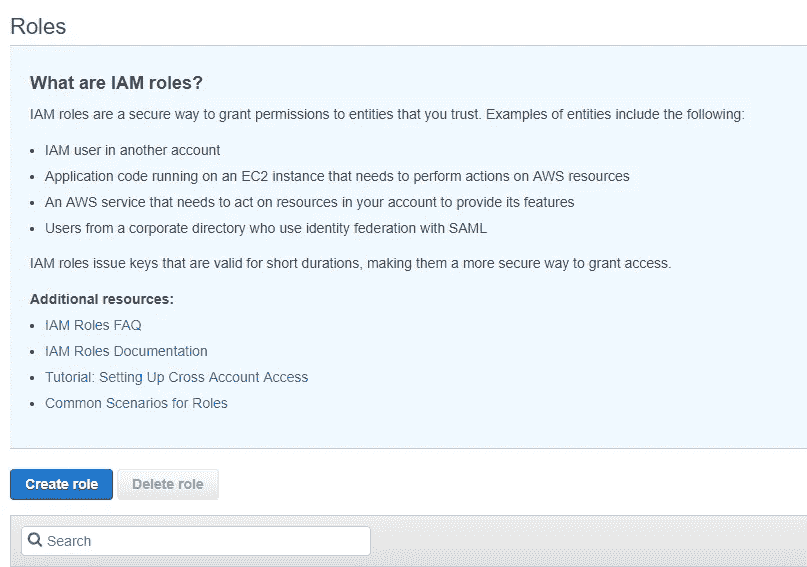 Roles
What are IAM roles?
IAM roles are a secure way to grant permissions to entities that you trust. Examples of entities include the following:
IAM user in another account
Application code running on an EC2 instance that needs to perform actions on AWS resources
An AWS service that needs to act on resources in your account to provide its features
Users from a corporate directory who use identity federation with SAML
IAM roles issue keys that are valid for short durations, making them a more secure way to grant access.
Additional resources:
IAM Roles FAQ
IAM Roles Documentation
Tutorial: Setting Up Cross Account Access
Common Scenarios for Roles
Create role Delete role
Search